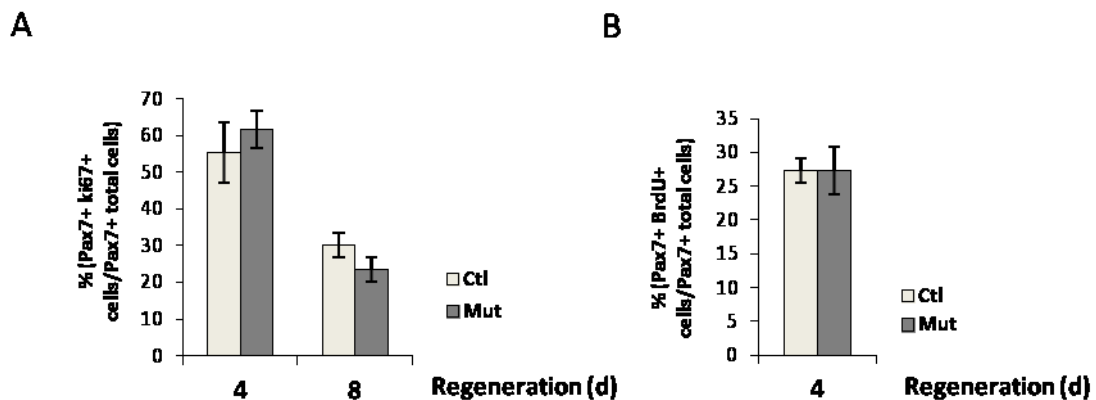 A
% (Pax7+ ki67+
cells/Pax7+ total cells)
70
60
50
40
30
20
10
0
4
8
Regeneration (d)
Ctl
Mut
B
% (Pax7+ BrdU+
cells/Pax7+ total cells)
35
30
25
20
15
10
5
0
4
Regeneration (d)
Ctl
Mut